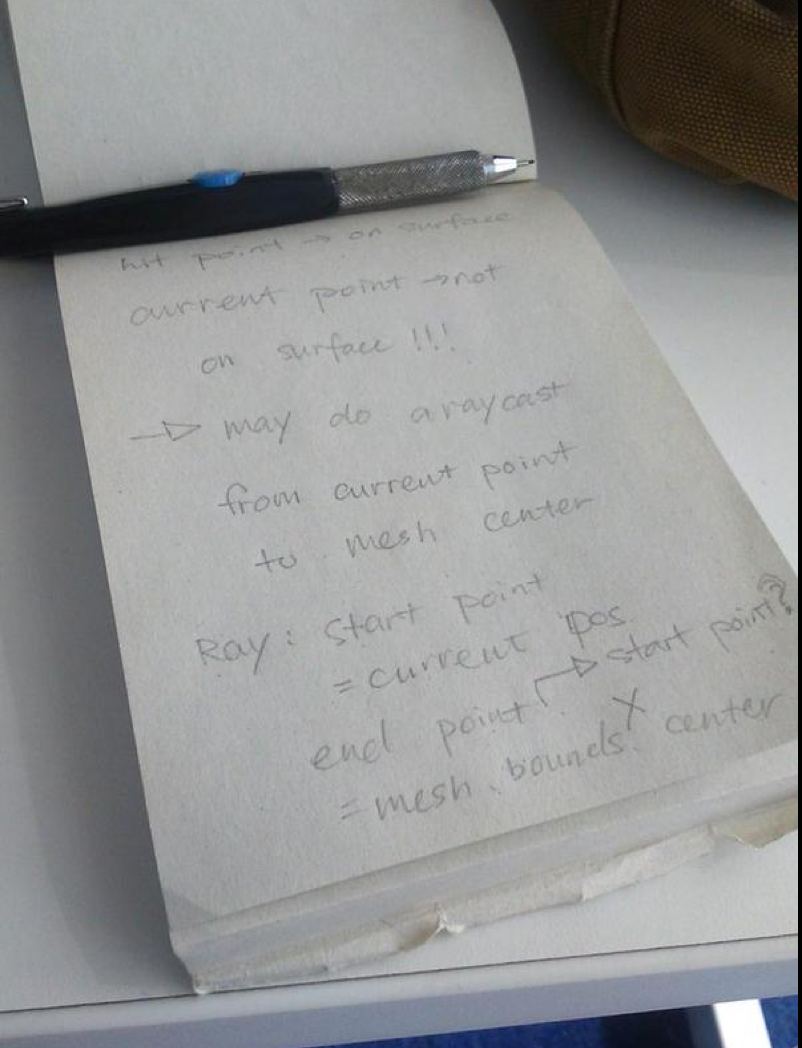 hit point → on surface
current point → not
on surface !!!
→ may do a raycast
from current point
to mesh center
Ray : start point
= current pos
end point → start point?
= mesh . bounds . center